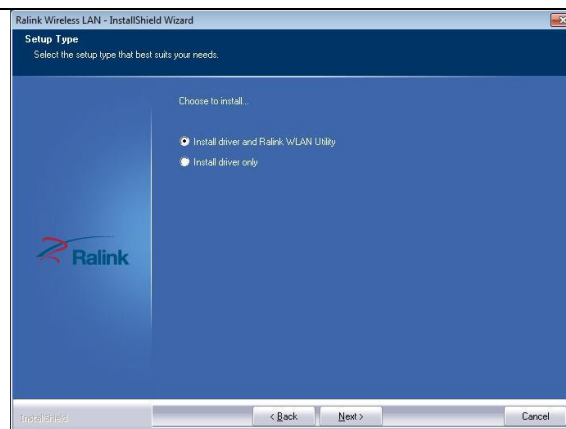 Ralink Wireless LAN - InstallShield Wizard
Setup Type
Select the setup type that best suits your needs.
Choose to install...
Install driver and Ralink WLAN Utility
Install driver only
Ralink
InstallShield
< Back
Next >
Cancel